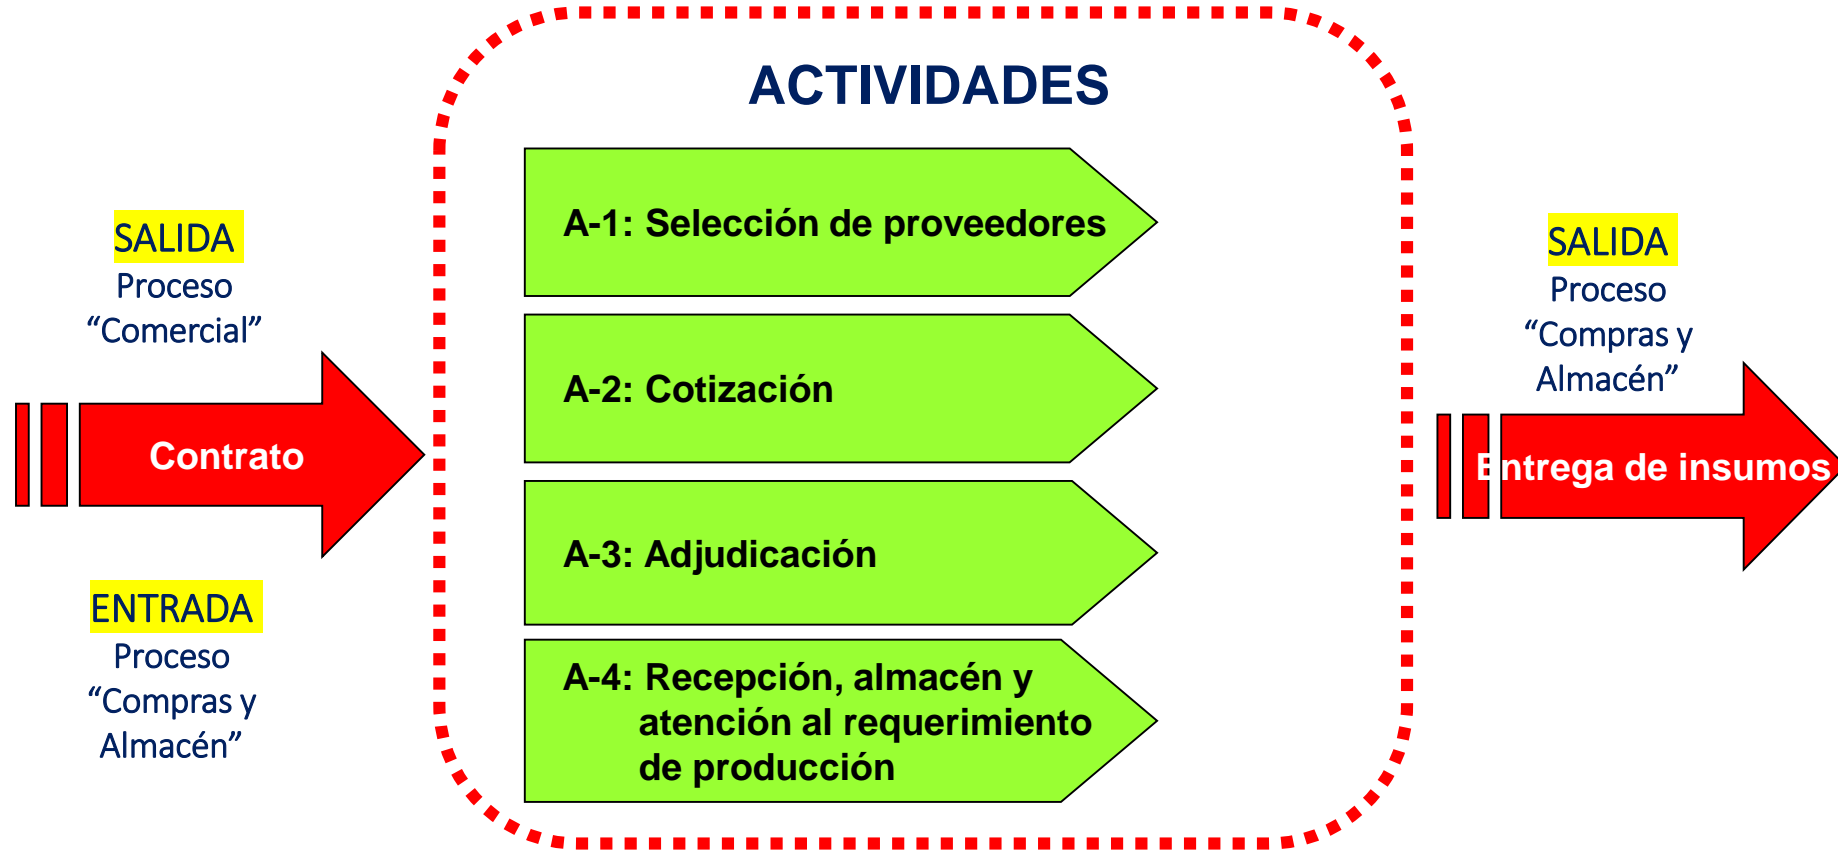 ACTIVIDADES
SALIDA
Proceso
“Comercial”
Contrato
ENTRADA
Proceso
“Compras y
Almacén”
A-1: Selección de proveedores
A-2: Cotización
A-3: Adjudicación
A-4: Recepción, almacén y
atención al requerimiento
de producción
SALIDA
Proceso
“Compras y
Almacén”
Entrega de insumos